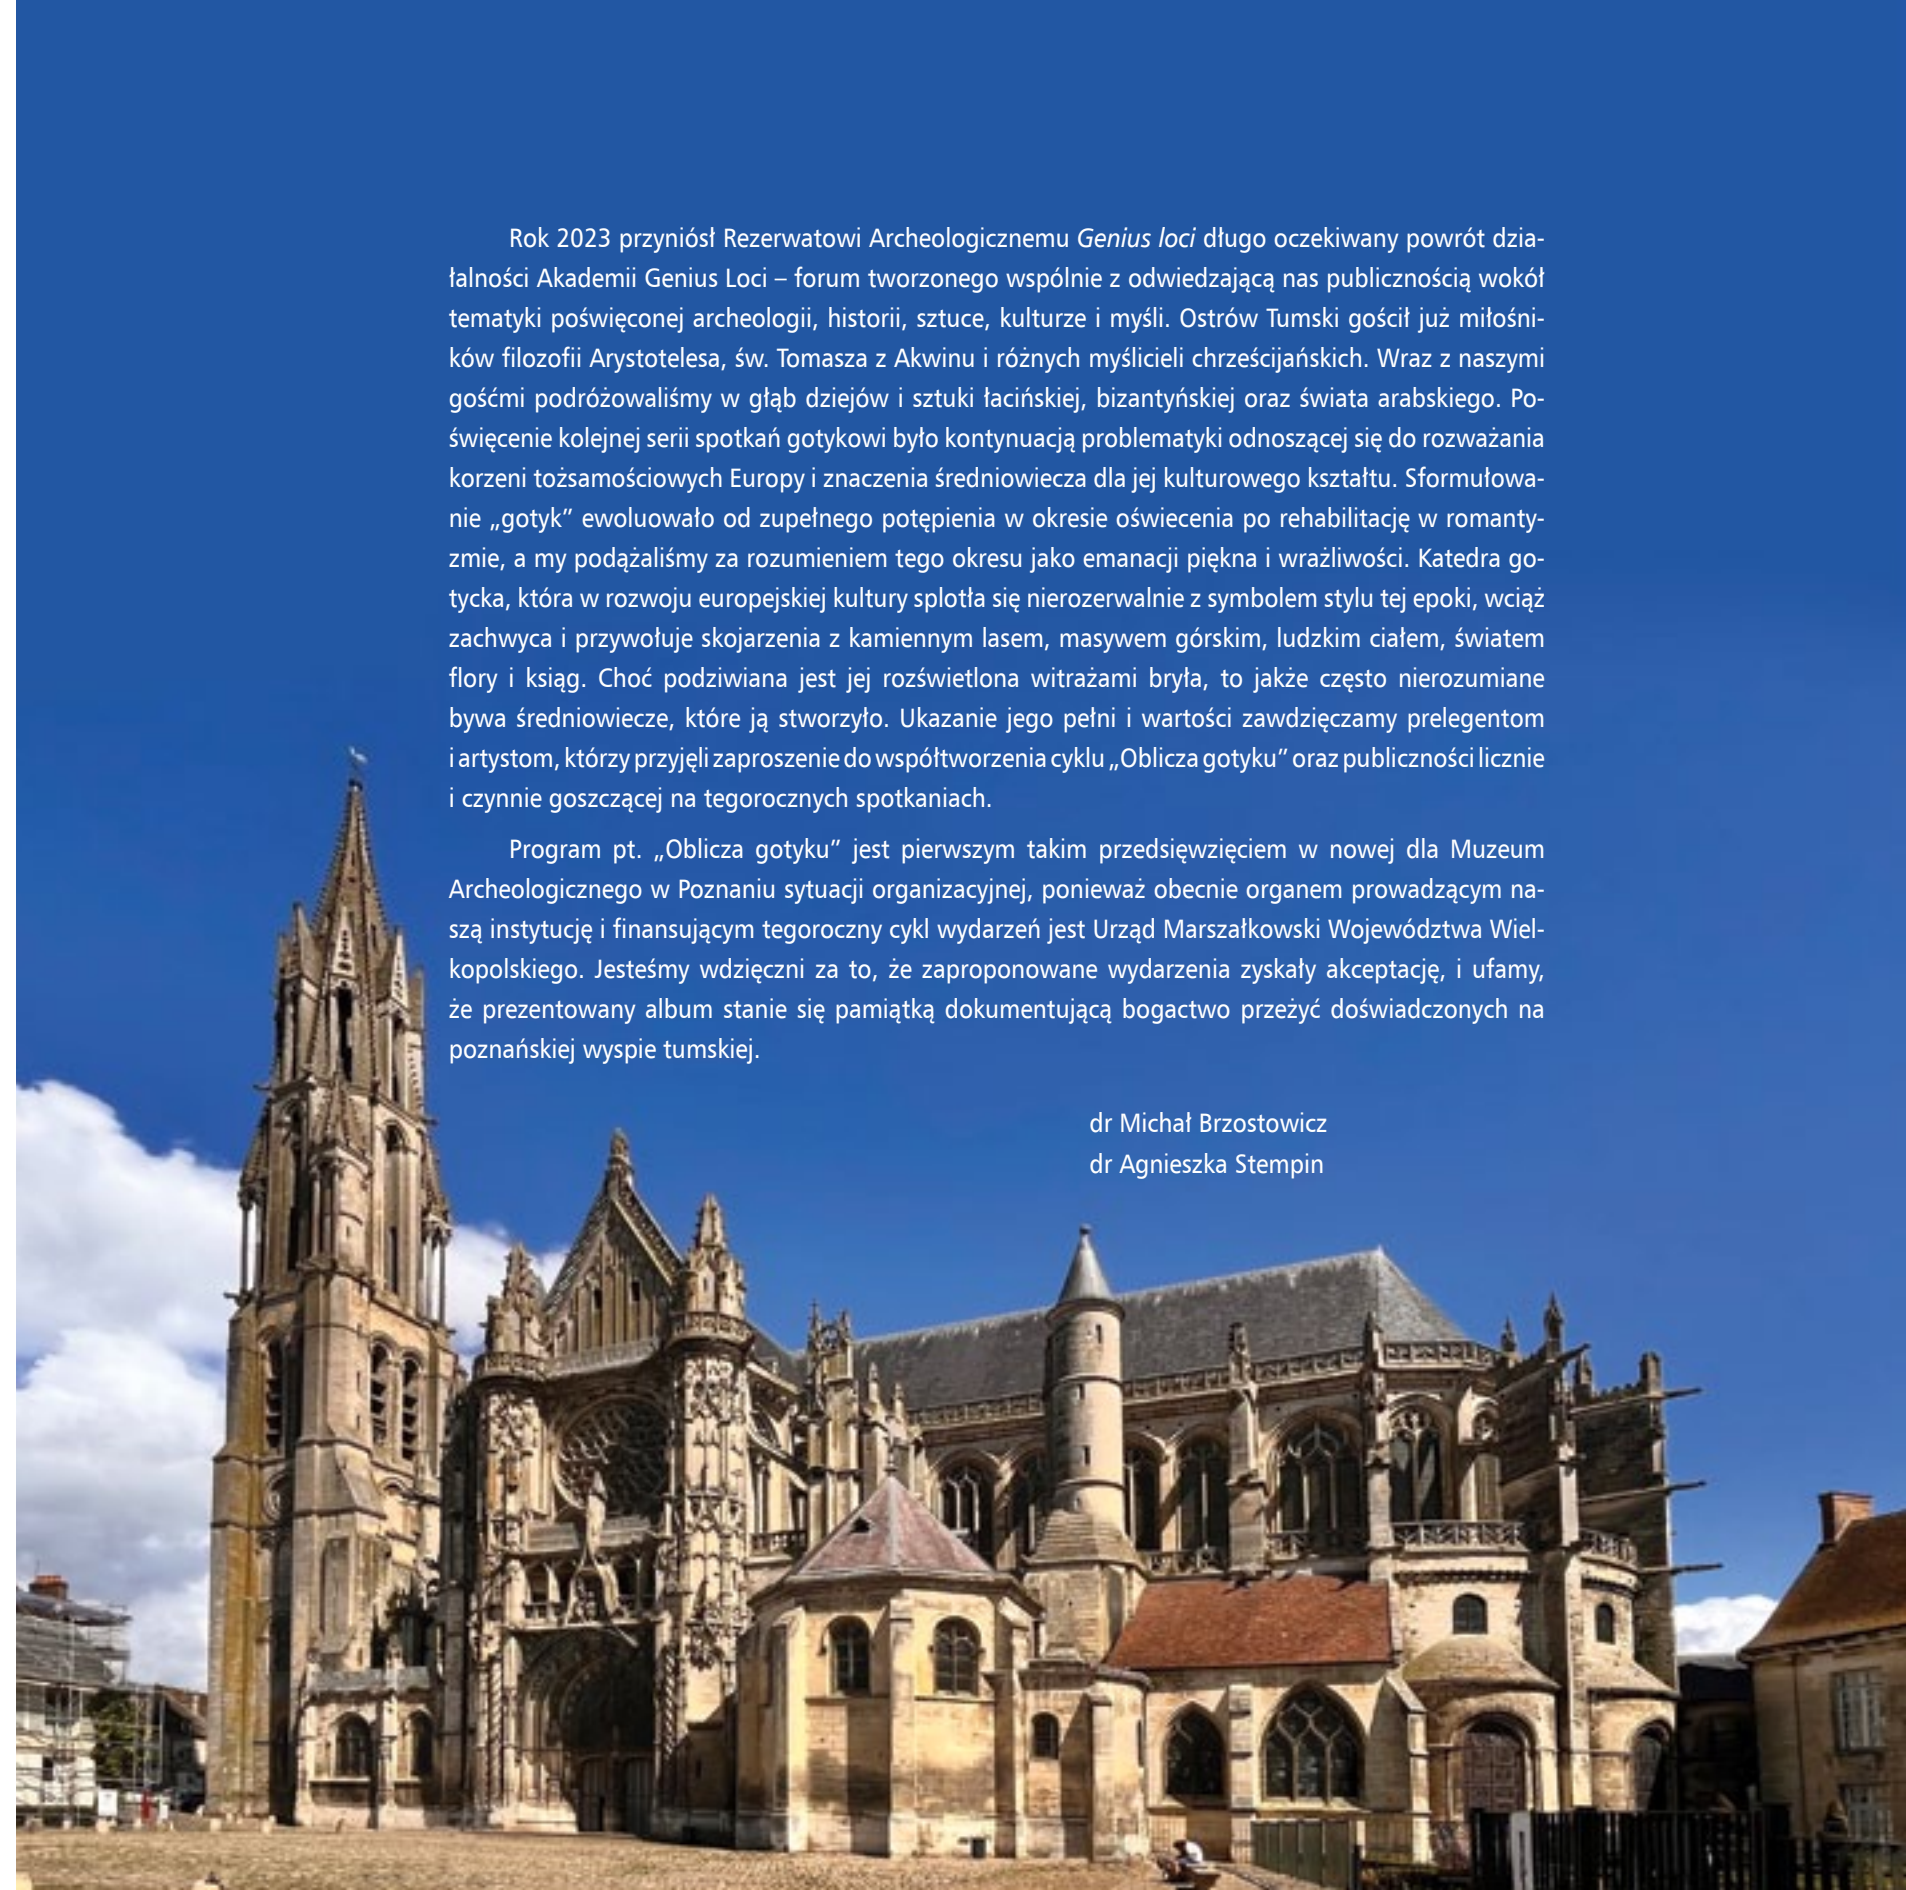 Rok 2023 przyniósł Rezerwatowi Archeologicznemu Genius loci długo oczekiwany powrót dzia-
łalności Akademii Genius Loci – forum tworzonego wspólnie z odwiedzającą nas publicznością wokół
tematyki poświęconej archeologii, historii, sztuce, kulturze i myśli. Ostrów Tumski gościł już miłośni-
ków filozofii Arystotelesa, św. Tomasza z Akwinu i różnych myślicieli chrześcijańskich. Wraz z naszymi
gośćmi podróżowaliśmy w głąb dziejów i sztuki łacińskiej, bizantyńskiej oraz świata arabskiego. Po-
święcenie kolejnej serii spotkań gotykowi było kontynuacją problematyki odnoszącej się do rozważania
korzeni tożsamościowych Europy i znaczenia średniowiecza dla jej kulturowego kształtu. Sformułowa-
nie „gotyk” ewoluowało od zupełnego potępienia w okresie oświecenia po rehabilitację w romanty-
zmie, a my podążaliśmy za rozumieniem tego okresu jako emanacji piękna i wrażliwości. Katedra go-
tycka, która w rozwoju europejskiej kultury splotła się nierozerwalnie z symbolem stylu tej epoki, wciąż
zachwyca i przywołuje skojarzenia z kamiennym lasem, masywem górskim, ludzkim ciałem, światem
flory i ksiąg. Choć podziwiana jest jej rozświetlona witrażami bryła, to jakże często nierozumiane
bywa średniowiecze, które ją stworzyło. Ukazanie jego pełni i wartości zawdzięczamy prelegentom
i artystom, którzy przyjęli zaproszenie do współtworzenia cyklu „Oblicza gotyku” oraz publiczności licznie
i czynnie goszczącej na tegorocznych spotkaniach.
Program pt. „Oblicza gotyku” jest pierwszym takim przedsięwzięciem w nowej dla Muzeum
Archeologicznego w Poznaniu sytuacji organizacyjnej, ponieważ obecnie organem prowadzącym na-
szą instytucję i finansującym tegoroczny cykl wydarzeń jest Urząd Marszałkowski Województwa Wiel-
kopolskiego. Jesteśmy wdzięczni za to, że zaproponowane wydarzenia zyskały akceptację, i ufamy,
że prezentowany album stanie się pamiątką dokumentującą bogactwo przeżyć doświadczonych na
poznańskiej wyspie tumskiej.
dr Michał Brzostowicz
dr Agnieszka Stempin